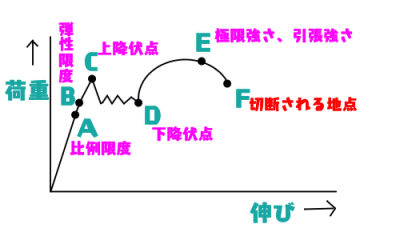 弾性限度
C 上降伏点
E 極限強さ、引張強さ
荷重
B
F 切断される地点
A
D
比例限度
下降伏点
伸び